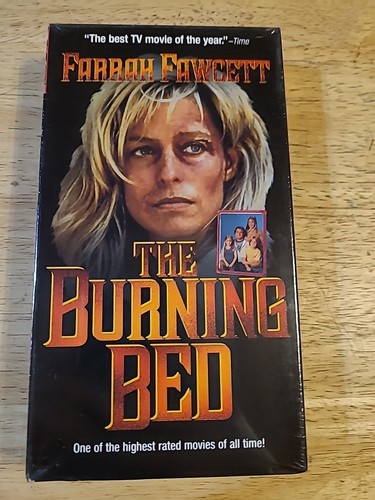 “The best TV movie of the year.”–Time
FARRAH FAWCETT
THE
BURNING
BED
One of the highest rated movies of all time!